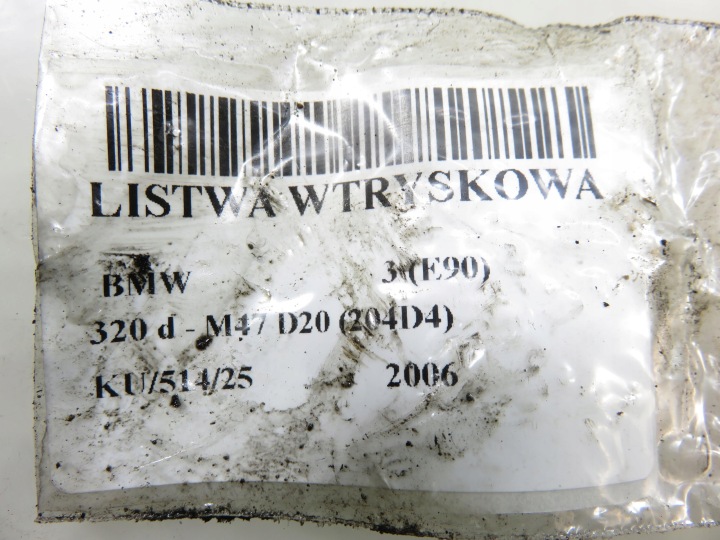 LISTWA WTRYSKOWA
BMW 3 (E90)
320 d - M47 D20 (204D4)
KU/514/25 2006